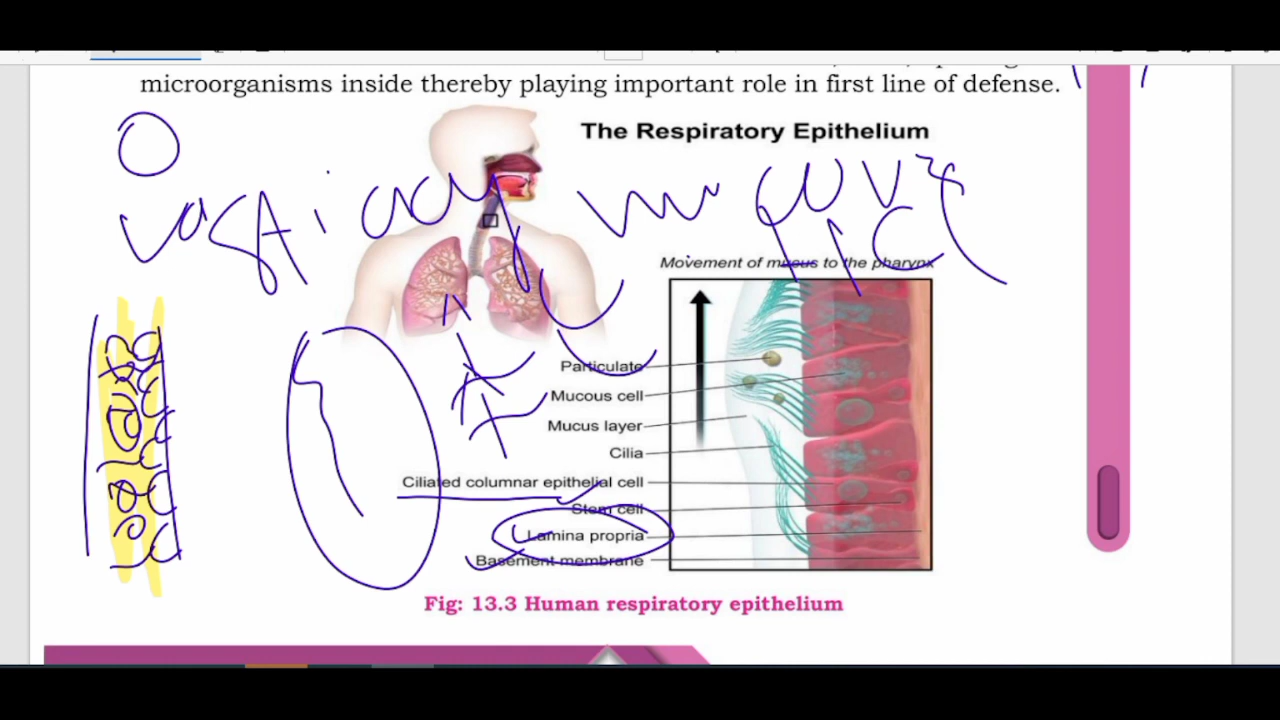 microorganisms inside thereby playing important role in first line of defense.
The Respiratory Epithelium
Movement of mucus to the pharynx
Particulate
Mucous cell
Mucus layer
Cilia
Ciliated columnar epithelial cell
Stem cell
Lamina propria
Basement membrane
Fig: 13.3 Human respiratory epithelium